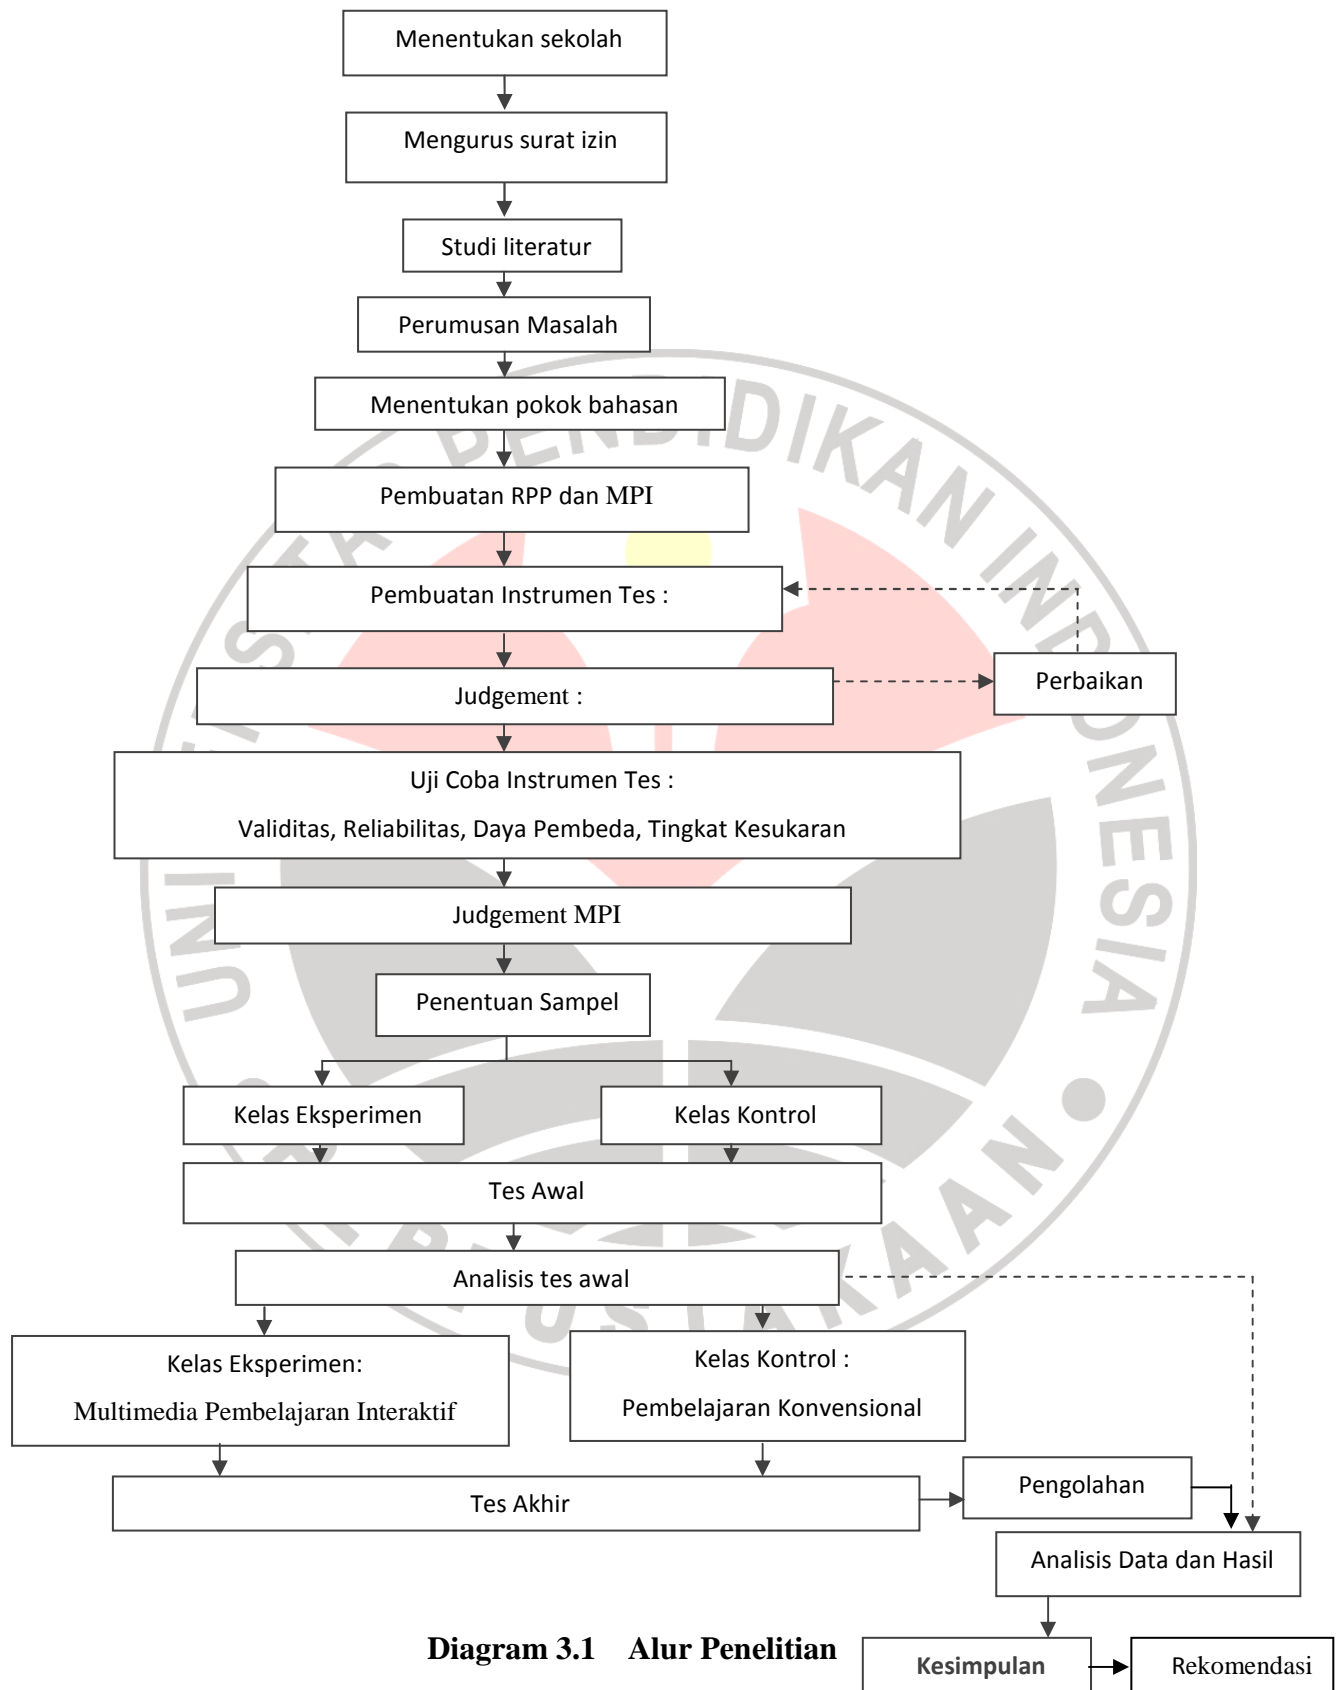 Menentukan sekolah
Mengurus surat izin
Studi literatur
Perumusan Masalah
Menentukan pokok bahasan
Pembuatan RPP dan MPI
Pembuatan Instrumen Tes :
Judgement :
Perbaikan
Uji Coba Instrumen Tes :
Validitas, Reliabilitas, Daya Pembeda, Tingkat Kesukaran
Judgement MPI
Penentuan Sampel
Kelas Eksperimen
Kelas Kontrol
Tes Awal
Analisis tes awal
Kelas Eksperimen:
Multimedia Pembelajaran Interaktif
Kelas Kontrol :
Pembelajaran Konvensional
Tes Akhir
Pengolahan
Analisis Data dan Hasil
Kesimpulan
Rekomendasi
Diagram 3.1 Alur Penelitian
PENDIDIKAN INDONESIA